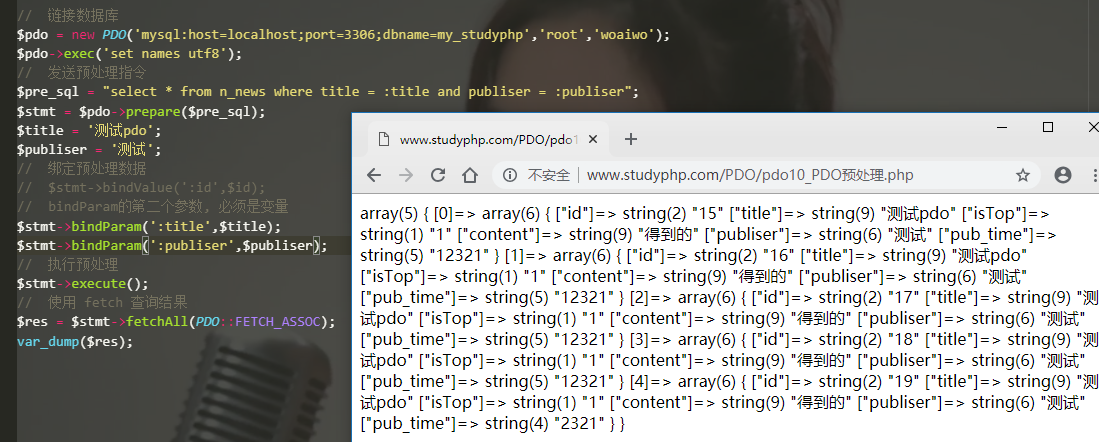 //  链接数据库
$pdo = new PDO('mysql:host=localhost;port=3306;dbname=my_studyphp','root','woaiwo');
$pdo->exec('set names utf8');
//  发送预处理指令
$pre_sql = "select * from n_news where title = :title and publiser = :publiser";
$stmt = $pdo->prepare($pre_sql);
$title = '测试pdo';
$publiser = '测试';
//  绑定预处理数据
//  $stmt->bindValue(':id',$id);
//  bindParam的第二个参数, 必须是变量
$stmt->bindParam(':title',$title);
$stmt->bindParam(':publiser',$publiser);
//  执行预处理
$stmt->execute();
//  使用 fetch 查询结果
$res = $stmt->fetchAll(PDO::FETCH_ASSOC);
var_dump($res);
www.studyphp.com/PDO/pdo1
不安全 | www.studyphp.com/PDO/pdo10_PDO预处理.php
array(5) { [0]=> array(6) { ["id"]=> string(2) "15" ["title"]=> string(9) "测试pdo" ["isTop"]=>
string(1) "1" ["content"]=> string(9) "得到的" ["publiser"]=> string(6) "测试" ["pub_time"]=>
string(5) "12321" } [1]=> array(6) { ["id"]=> string(2) "16" ["title"]=> string(9) "测试pdo"
["isTop"]=> string(1) "1" ["content"]=> string(9) "得到的" ["publiser"]=> string(6) "测试"
["pub_time"]=> string(5) "12321" } [2]=> array(6) { ["id"]=> string(2) "17" ["title"]=> string(9) "测
试pdo" ["isTop"]=> string(1) "1" ["content"]=> string(9) "得到的" ["publiser"]=> string(6) "测试"
["pub_time"]=> string(5) "12321" } [3]=> array(6) { ["id"]=> string(2) "18" ["title"]=> string(9) "测
试pdo" ["isTop"]=> string(1) "1" ["content"]=> string(9) "得到的" ["publiser"]=> string(6) "测试"
["pub_time"]=> string(5) "12321" } [4]=> array(6) { ["id"]=> string(2) "19" ["title"]=> string(9) "测
试pdo" ["isTop"]=> string(1) "1" ["content"]=> string(9) "得到的" ["publiser"]=> string(6) "测试"
["pub_time"]=> string(4) "2321" } }